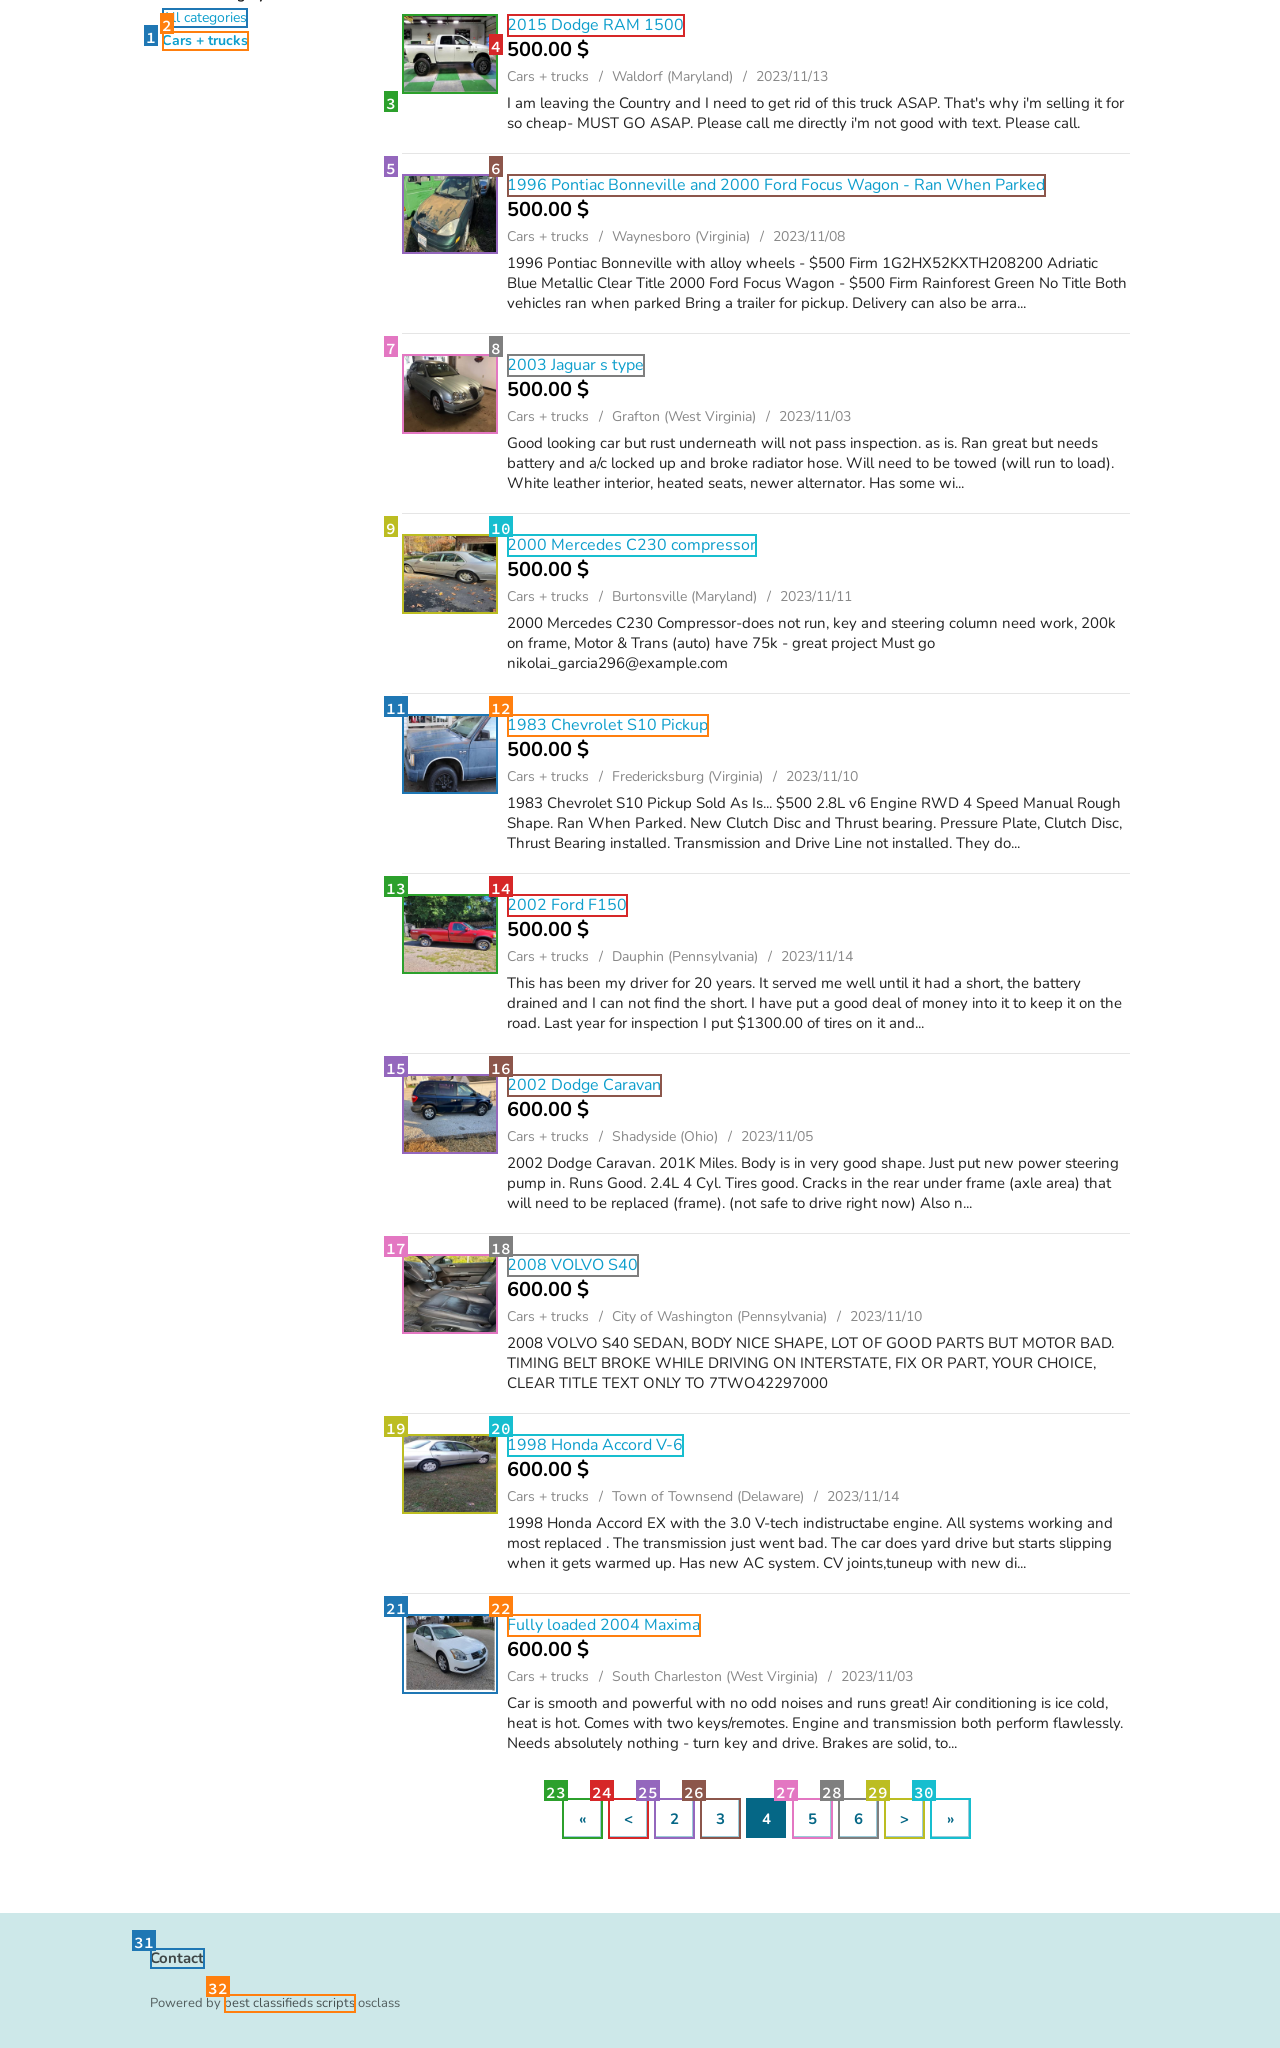 All categories
Cars + trucks
1
2
3
4
2015 Dodge RAM 1500
500.00 $
Cars + trucks / Waldorf (Maryland) / 2023/11/13
I am leaving the Country and I need to get rid of this truck ASAP. That's why i'm selling it for
so cheap- MUST GO ASAP. Please call me directly i'm not good with text. Please call.
5
6
1996 Pontiac Bonneville and 2000 Ford Focus Wagon - Ran When Parked
500.00 $
Cars + trucks / Waynesboro (Virginia) / 2023/11/08
1996 Pontiac Bonneville with alloy wheels - $500 Firm 1G2HX52KXTH208200 Adriatic
Blue Metallic Clear Title 2000 Ford Focus Wagon - $500 Firm Rainforest Green No Title Both
vehicles ran when parked Bring a trailer for pickup. Delivery can also be arra...
7
8
2003 Jaguar s type
500.00 $
Cars + trucks / Grafton (West Virginia) / 2023/11/03
Good looking car but rust underneath will not pass inspection. as is. Ran great but needs
battery and a/c locked up and broke radiator hose. Will need to be towed (will run to load).
White leather interior, heated seats, newer alternator. Has some wi...
9
10
2000 Mercedes C230 compressor
500.00 $
Cars + trucks / Burtonsville (Maryland) / 2023/11/11
2000 Mercedes C230 Compressor-does not run, key and steering column need work, 200k
on frame, Motor & Trans (auto) have 75k - great project Must go
nikolai_garcia296@example.com
11
12
1983 Chevrolet S10 Pickup
500.00 $
Cars + trucks / Fredericksburg (Virginia) / 2023/11/10
1983 Chevrolet S10 Pickup Sold As Is... $500 2.8L v6 Engine RWD 4 Speed Manual Rough
Shape. Ran When Parked. New Clutch Disc and Thrust bearing. Pressure Plate, Clutch Disc,
Thrust Bearing installed. Transmission and Drive Line not installed. They do...
13
14
2002 Ford F150
500.00 $
Cars + trucks / Dauphin (Pennsylvania) / 2023/11/14
This has been my driver for 20 years. It served me well until it had a short, the battery
drained and I can not find the short. I have put a good deal of money into it to keep it on the
road. Last year for inspection I put $1300.00 of tires on it and...
15
16
2002 Dodge Caravan
600.00 $
Cars + trucks / Shadyside (Ohio) / 2023/11/05
2002 Dodge Caravan. 201K Miles. Body is in very good shape. Just put new power steering
pump in. Runs Good. 2.4L 4 Cyl. Tires good. Cracks in the rear under frame (axle area) that
will need to be replaced (frame). (not safe to drive right now) Also n...
17
18
2008 VOLVO S40
600.00 $
Cars + trucks / City of Washington (Pennsylvania) / 2023/11/10
2008 VOLVO S40 SEDAN, BODY NICE SHAPE, LOT OF GOOD PARTS BUT MOTOR BAD.
TIMING BELT BROKE WHILE DRIVING ON INTERSTATE, FIX OR PART, YOUR CHOICE,
CLEAR TITLE TEXT ONLY TO 7TWO42297000
19
20
1998 Honda Accord V-6
600.00 $
Cars + trucks / Town of Townsend (Delaware) / 2023/11/14
1998 Honda Accord EX with the 3.0 V-tech indistructabe engine. All systems working and
most replaced . The transmission just went bad. The car does yard drive but starts slipping
when it gets warmed up. Has new AC system. CV joints,tuneup with new di...
21
22
Fully loaded 2004 Maxima
600.00 $
Cars + trucks / South Charleston (West Virginia) / 2023/11/03
Car is smooth and powerful with no odd noises and runs great! Air conditioning is ice cold,
heat is hot. Comes with two keys/remotes. Engine and transmission both perform flawlessly.
Needs absolutely nothing - turn key and drive. Brakes are solid, to...
23 24 25 26 27 28 29 30
« < 2 3 4 5 6 > »
31
Contact
32
Powered by best classifieds scripts osclass